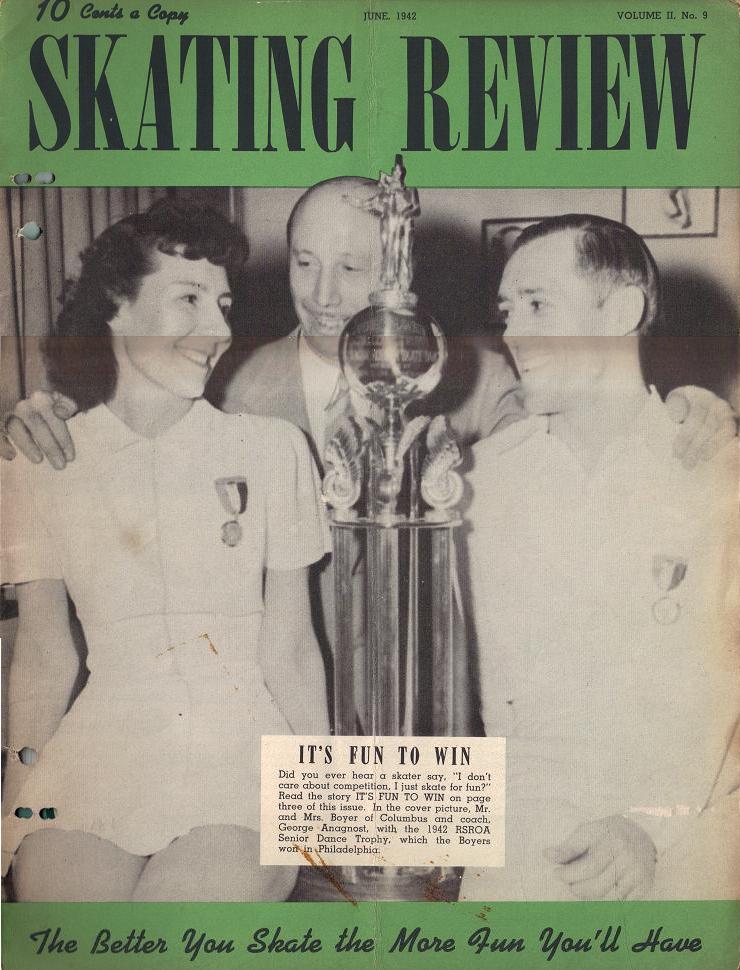 10 Cents a Copy
JUNE, 1942
VOLUME II. No. 9
SKATING REVIEW
IT'S FUN TO WIN
Did you ever hear a skater say, "I don't
care about competition, I just skate for fun?"
Read the story IT'S FUN TO WIN on page
three of this issue. In the cover picture, Mr.
and Mrs. Boyer of Columbus and coach,
George Anagnost, with the 1942 RSROA
Senior Dance Trophy, which the Boyers
won in Philadelphia.
The Better You Skate the More Fun You'll Have